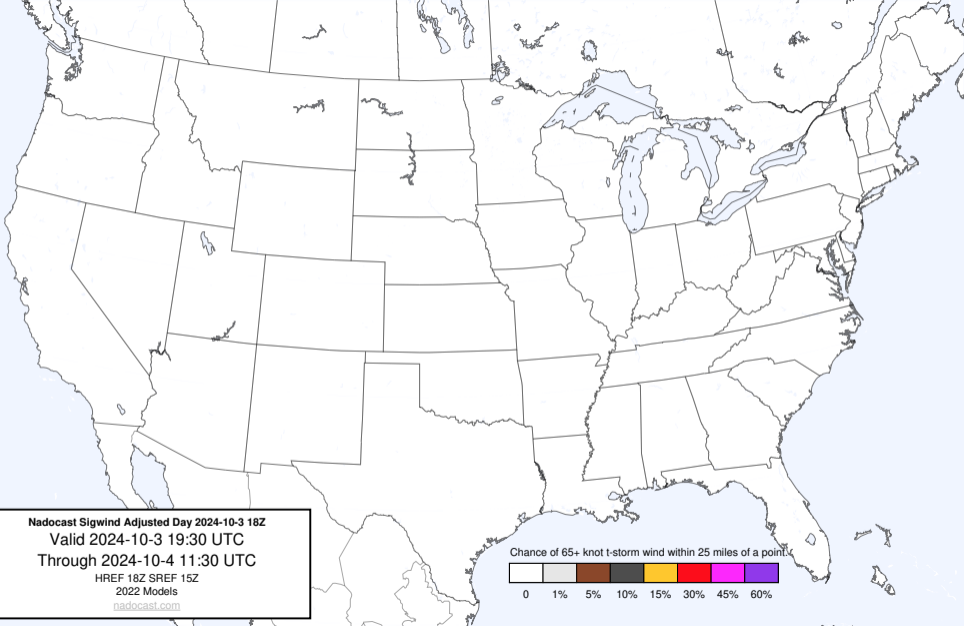 Nadocast Sigwind Adjusted Day 2024-10-3 18Z
Valid 2024-10-3 19:30 UTC
Through 2024-10-4 11:30 UTC
HREF 18Z SREF 15Z
2022 Models
nadocast.com
Chance of 65+ knot t-storm wind within 25 miles of a point.
0 1% 5% 10% 15% 30% 45% 60%